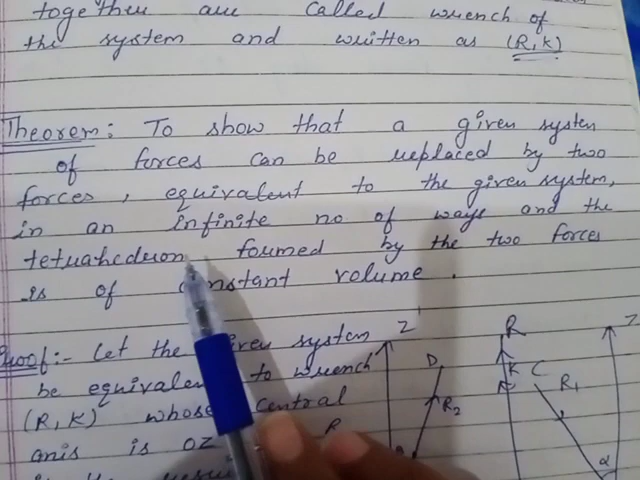 together are called wrench of
the system and written as (R, K)
Theorem: To show that a given system
of forces can be replaced by two
forces, equivalent to the given system,
in an infinite no of ways and the
tetrahedron formed by the two forces
is of constant volume.
Proof:- Let the given system
be equivalent to wrench
(R, K) whose central
axis is OZ.
Z
D
R2
R
K C
R1
Z
α